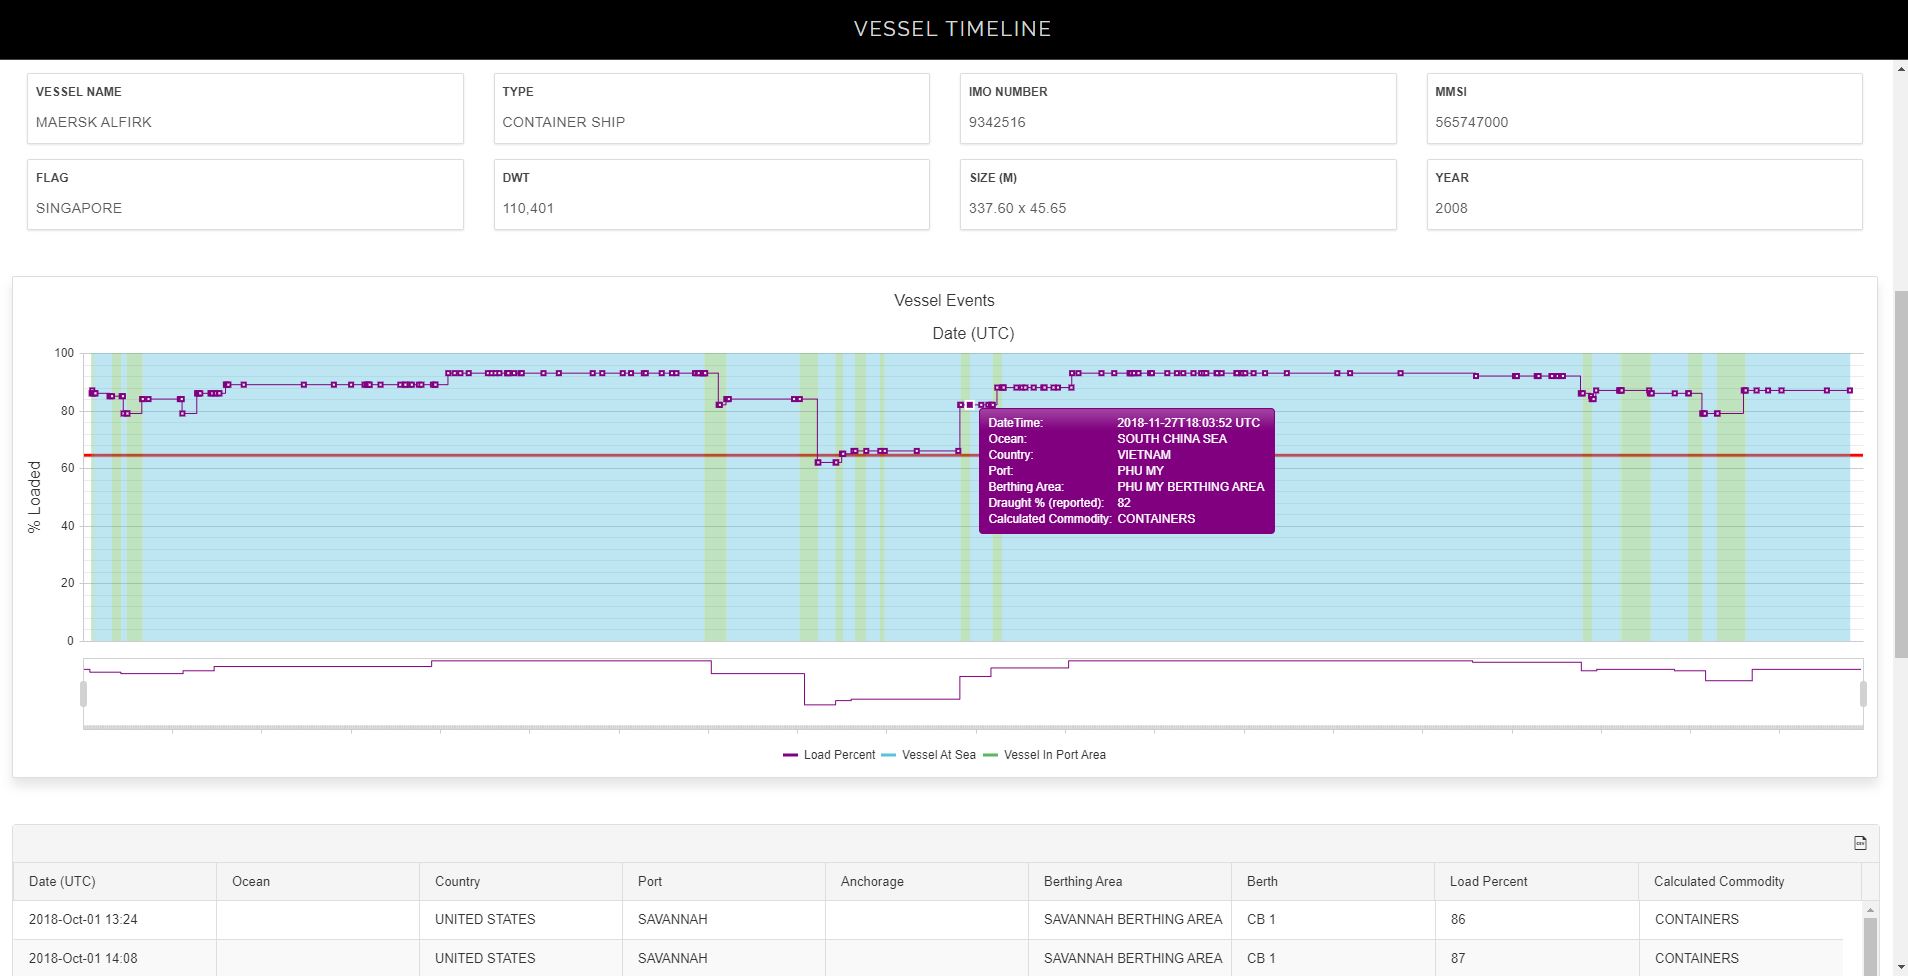 VESSEL TIMELINE
VESSEL NAME
MAERSK ALFIRK
TYPE
CONTAINER SHIP
IMO NUMBER
9342516
MMSI
565747000
FLAG
SINGAPORE
DWT
110,401
SIZE (M)
337.60 x 45.65
YEAR
2008
Vessel Events
Date (UTC)
% Loaded
100
80
60
40
20
0
DateTime: 2018-11-27T18:03:52 UTC
Ocean: SOUTH CHINA SEA
Country: VIETNAM
Port: PHU MY
Berthing Area: PHU MY BERTHING AREA
Draught % (reported): 82
Calculated Commodity: CONTAINERS
Load Percent Vessel At Sea Vessel In Port Area
Date (UTC) Ocean Country Port Anchorage Berthing Area Berth Load Percent Calculated Commodity
2018-Oct-01 13:24 UNITED STATES SAVANNAH SAVANNAH BERTHING AREA CB 1 86 CONTAINERS
2018-Oct-01 14:08 UNITED STATES SAVANNAH SAVANNAH BERTHING AREA CB 1 87 CONTAINERS